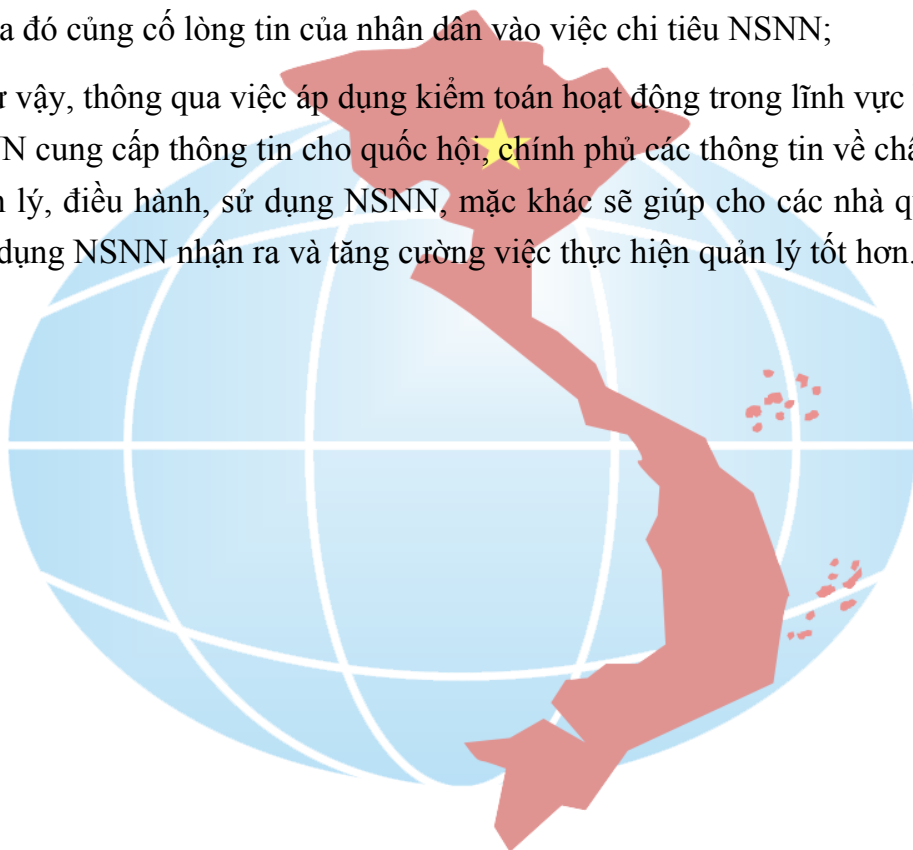 a đó củng cố lòng tin của nhân dân vào việc chi tiêu NSNN;
vậy, thông qua việc áp dụng kiểm toán hoạt động trong lĩnh vực
N cung cấp thông tin cho quốc hội, chính phủ các thông tin về
lý, điều hành, sử dụng NSNN, mặc khác sẽ giúp cho các nhà
dụng NSNN nhận ra và tăng cường việc thực hiện quản lý tốt hơn.